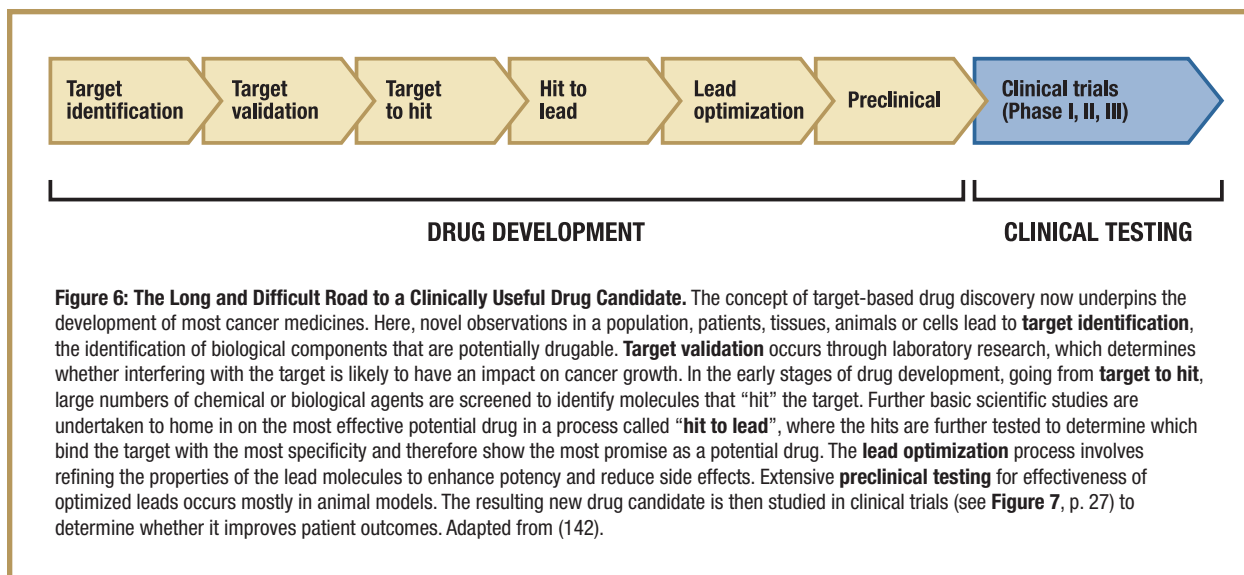 Target identification
Target validation
Target to hit
Hit to lead
Lead optimization
Preclinical
Clinical trials (Phase I, II, III)
DRUG DEVELOPMENT
CLINICAL TESTING
Figure 6: The Long and Difficult Road to a Clinically Useful Drug Candidate. The concept of target-based drug discovery now underpins the
development of most cancer medicines. Here, novel observations in a population, patients, tissues, animals or cells lead to target identification,
the identification of biological components that are potentially drugable. Target validation occurs through laboratory research, which determines
whether interfering with the target is likely to have an impact on cancer growth. In the early stages of drug development, going from target to hit,
large numbers of chemical or biological agents are screened to identify molecules that “hit” the target. Further basic scientific studies are
undertaken to home in on the most effective potential drug in a process called “hit to lead”, where the hits are further tested to determine which
bind the target with the most specificity and therefore show the most promise as a potential drug. The lead optimization process involves
refining the properties of the lead molecules to enhance potency and reduce side effects. Extensive preclinical testing for effectiveness of
optimized leads occurs mostly in animal models. The resulting new drug candidate is then studied in clinical trials (see Figure 7, p. 27) to
determine whether it improves patient outcomes. Adapted from (142).